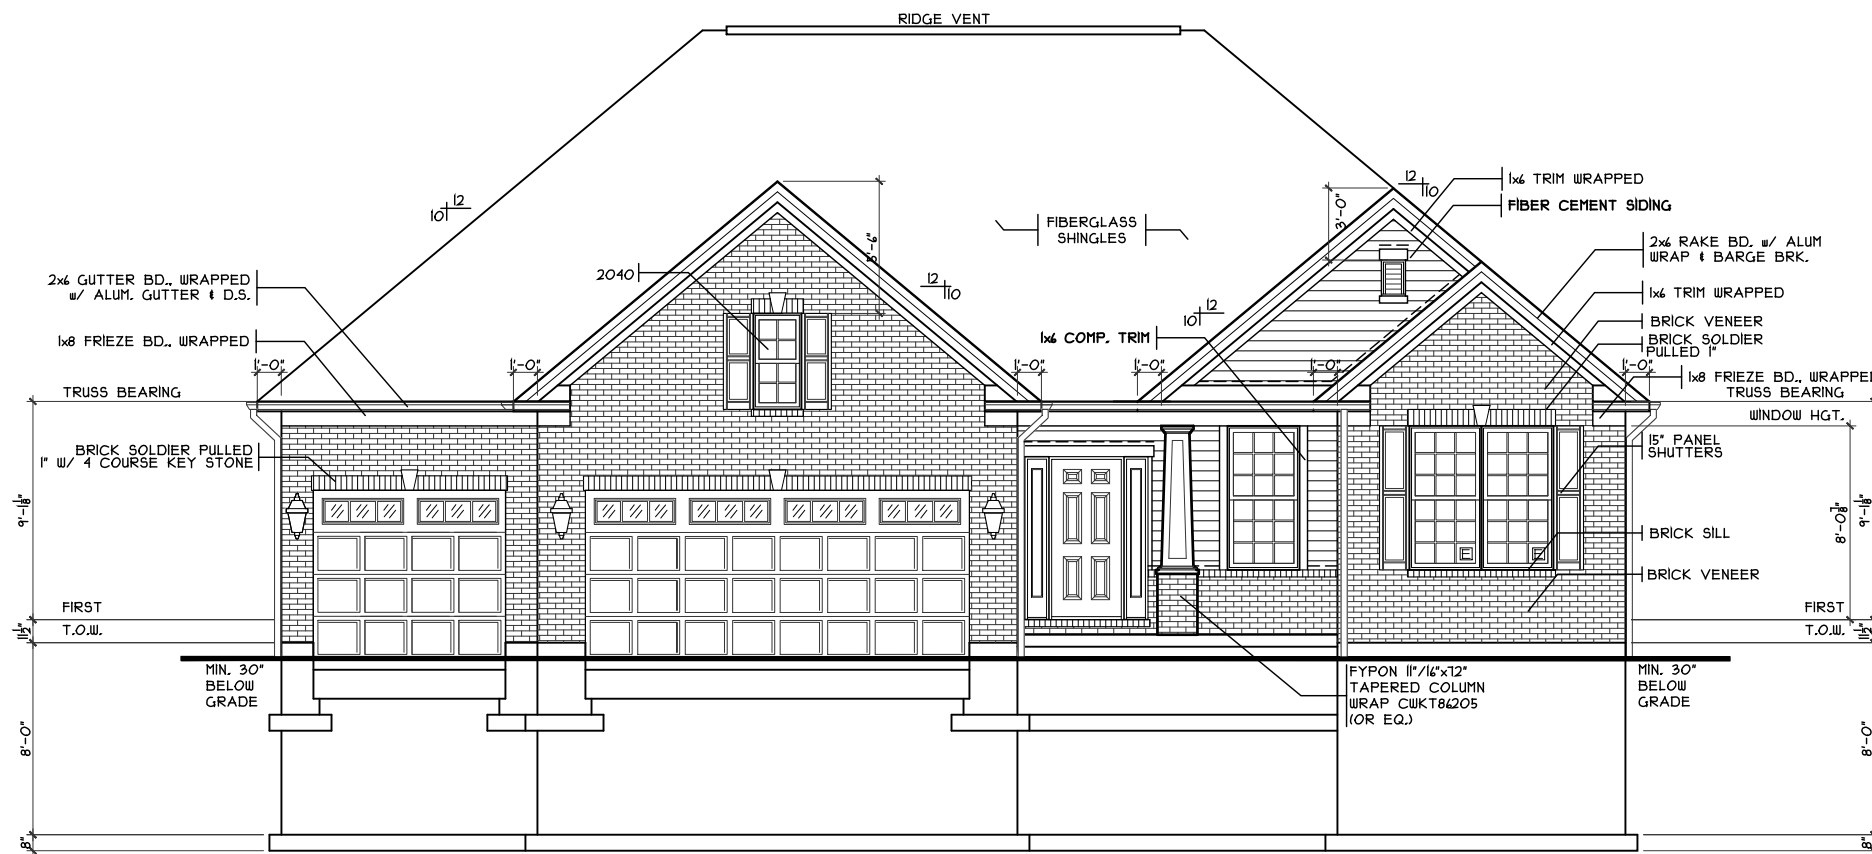 RIDGE VENT
12
10
5'-6"
FIBERGLASS
SHINGLES
3'-0"
12
10
1x6 TRIM WRAPPED
FIBER CEMENT SIDING
2x6 RAKE BD. w/ ALUM
WRAP & BARGE BRK.
1x6 TRIM WRAPPED
BRICK VENEER
BRICK SOLDIER
PULLED 1"
1x8 FRIEZE BD., WRAPPED
TRUSS BEARING
WINDOW HGT.
2x6 GUTTER BD., WRAPPED
w/ ALUM. GUTTER & D.S.
2040
12
10
12
10
1x8 FRIEZE BD., WRAPPED
1x6 COMP. TRIM
1'-0"
1'-0"
1'-0"
1'-0"
1'-0"
1'-0"
TRUSS BEARING
BRICK SOLDIER PULLED
1" W/ 4 COURSE KEY STONE
15" PANEL
SHUTTERS
9'-1 1/8"
8'-0 7/8"
9'-1 1/8"
E
E
BRICK SILL
BRICK VENEER
FIRST
T.O.W.
11 1/2"
FIRST
T.O.W.
11 1/2"
MIN. 30"
BELOW
GRADE
FYPON 11"/16"x72"
TAPERED COLUMN
WRAP CWKT86205
(OR EQ.)
MIN. 30"
BELOW
GRADE
8'-0"
8'-0"
8"
8"